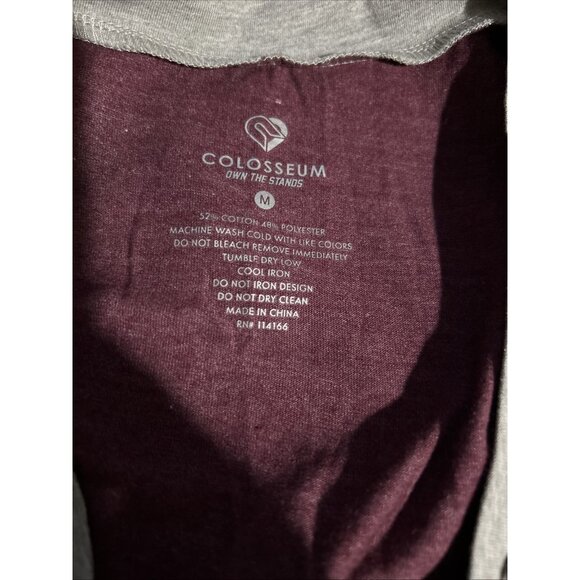 COLOSSEUM
OWN THE STANDS
M
52% COTTON 48% POLYESTER
MACHINE WASH COLD WITH LIKE COLORS
DO NOT BLEACH REMOVE IMMEDIATELY
TUMBLE DRY LOW
COOL IRON
DO NOT IRON DESIGN
DO NOT DRY CLEAN
MADE IN CHINA
RN# 114166